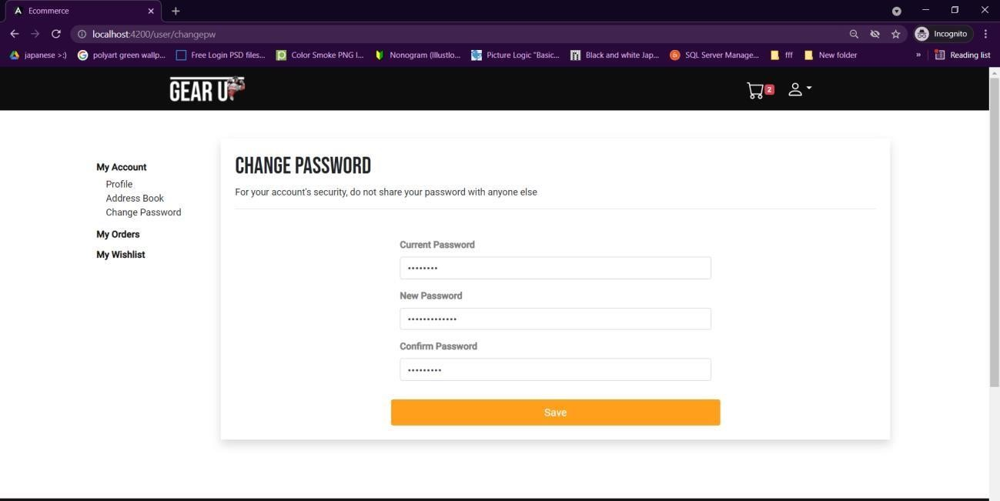 Ecommerce
localhost:4200/user/changepw
Incognito
japanese >:)
polyart green wallp...
Free Login PSD files...
Color Smoke PNG I...
Nonogram (Illustlo...
Picture Logic "Basic...
Black and white Jap...
SQL Server Manage...
fff
New folder
»
Reading list
GEAR U
2
My Account
Profile
Address Book
Change Password
My Orders
My Wishlist
CHANGE PASSWORD
For your account's security, do not share your password with anyone else
Current Password
••••••••
New Password
•••••••••••••
Confirm Password
•••••••••
Save